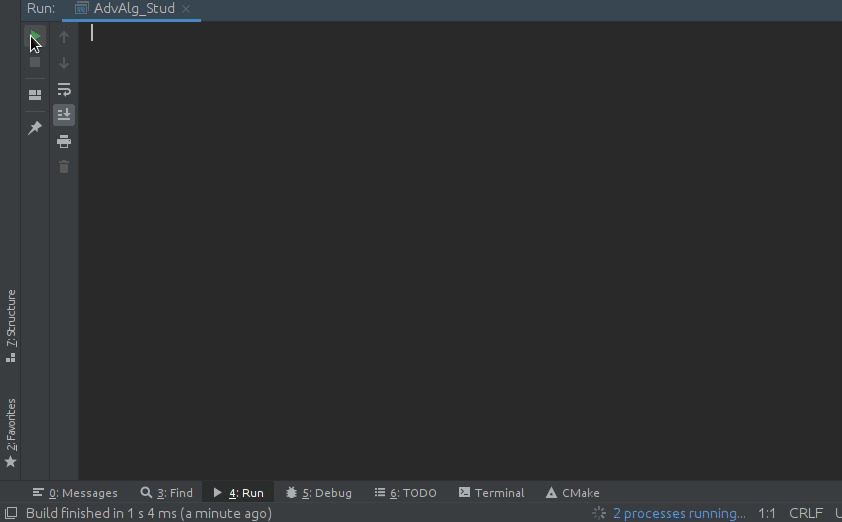 Run: AdvAlg_Stud
7: Structure
2: Favorites
0: Messages 3: Find 4: Run 5: Debug 6: TODO Terminal CMake
Build finished in 1 s 4 ms (a minute ago) 2 processes running... 1:1 CRLF